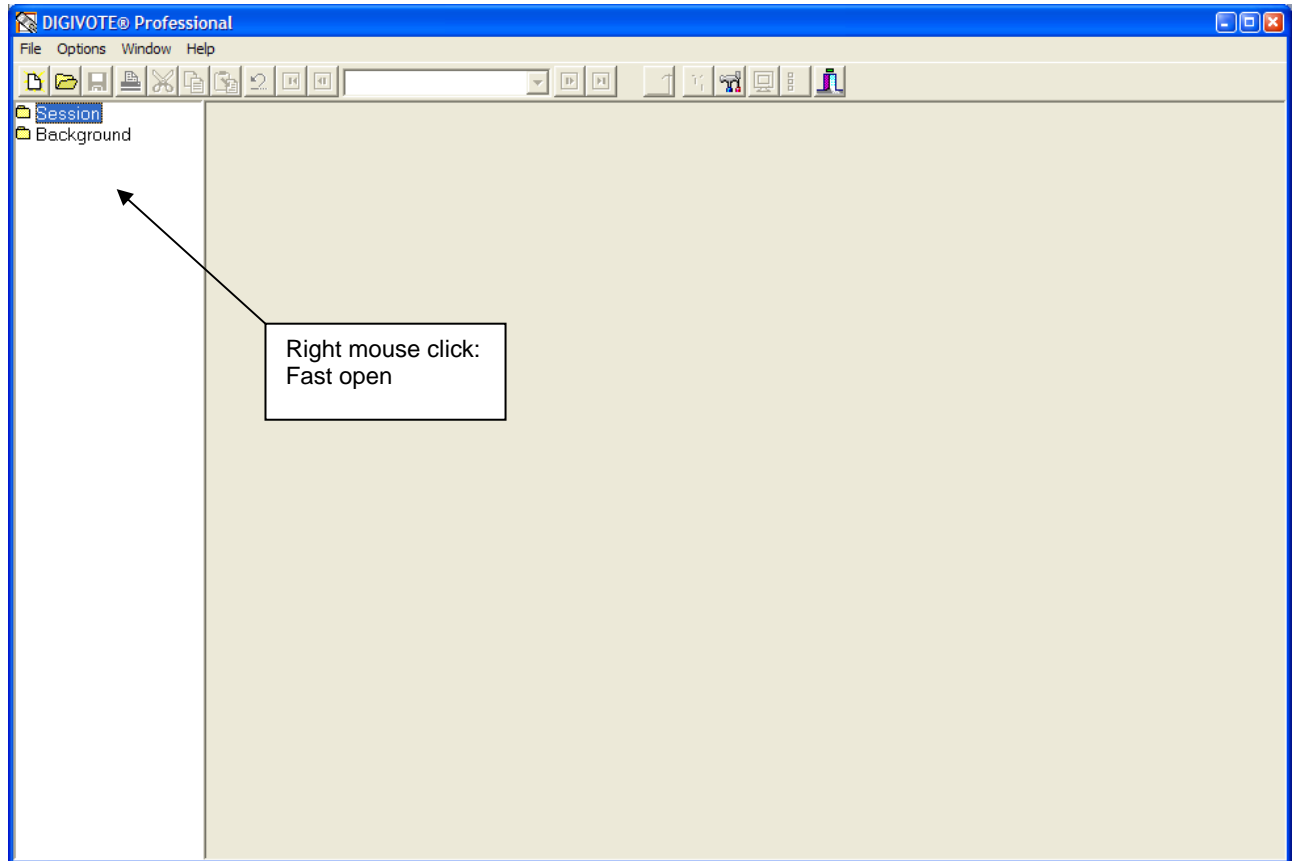 DIGIVOTE® Professional
File Options Window Help
Session
Background
Right mouse click:
Fast open